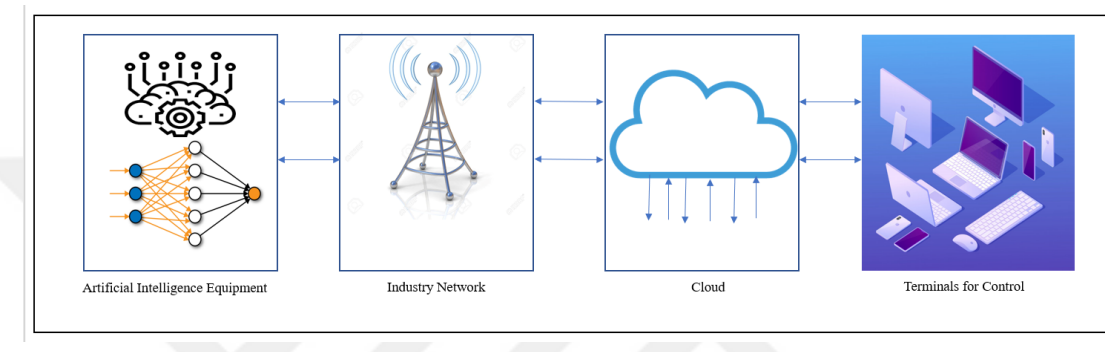 Artificial Intelligence Equipment
Industry Network
Cloud
Terminals for Control